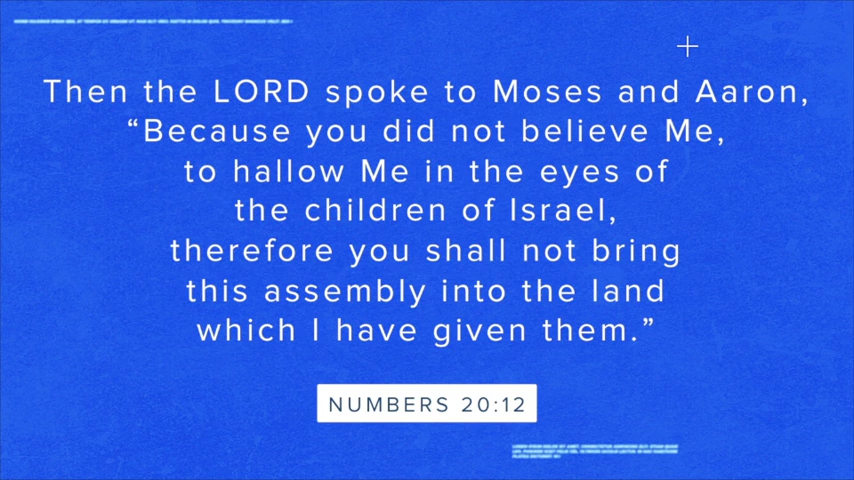 Then the LORD spoke to Moses and Aaron,
“Because you did not believe Me,
to hallow Me in the eyes of
the children of Israel,
therefore you shall not bring
this assembly into the land
which I have given them.”
NUMBERS 20:12